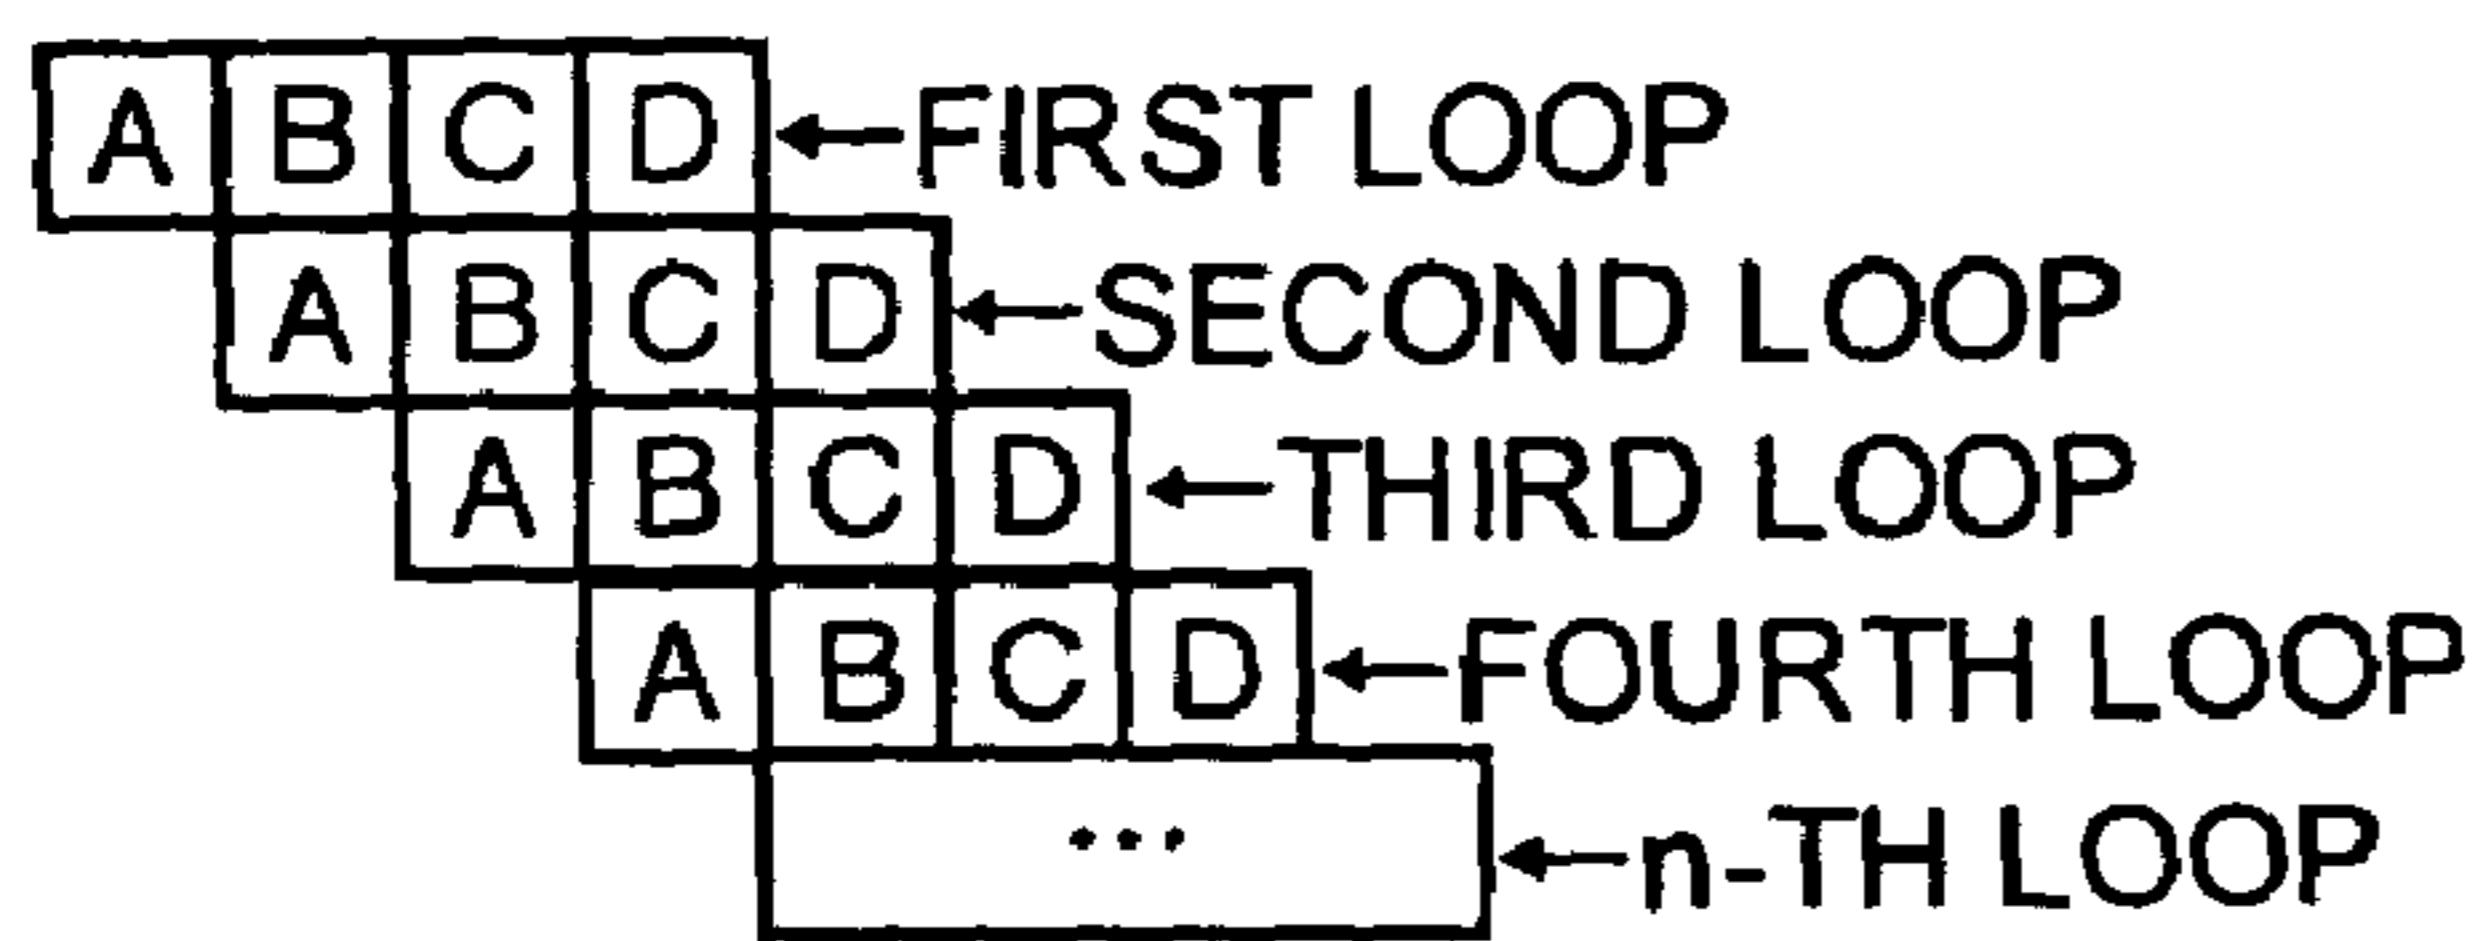 A B C D ←FIRST LOOP
A B C D ←SECOND LOOP
A B C D ←THIRD LOOP
A B C D ←FOURTH LOOP
... ←n-TH LOOP